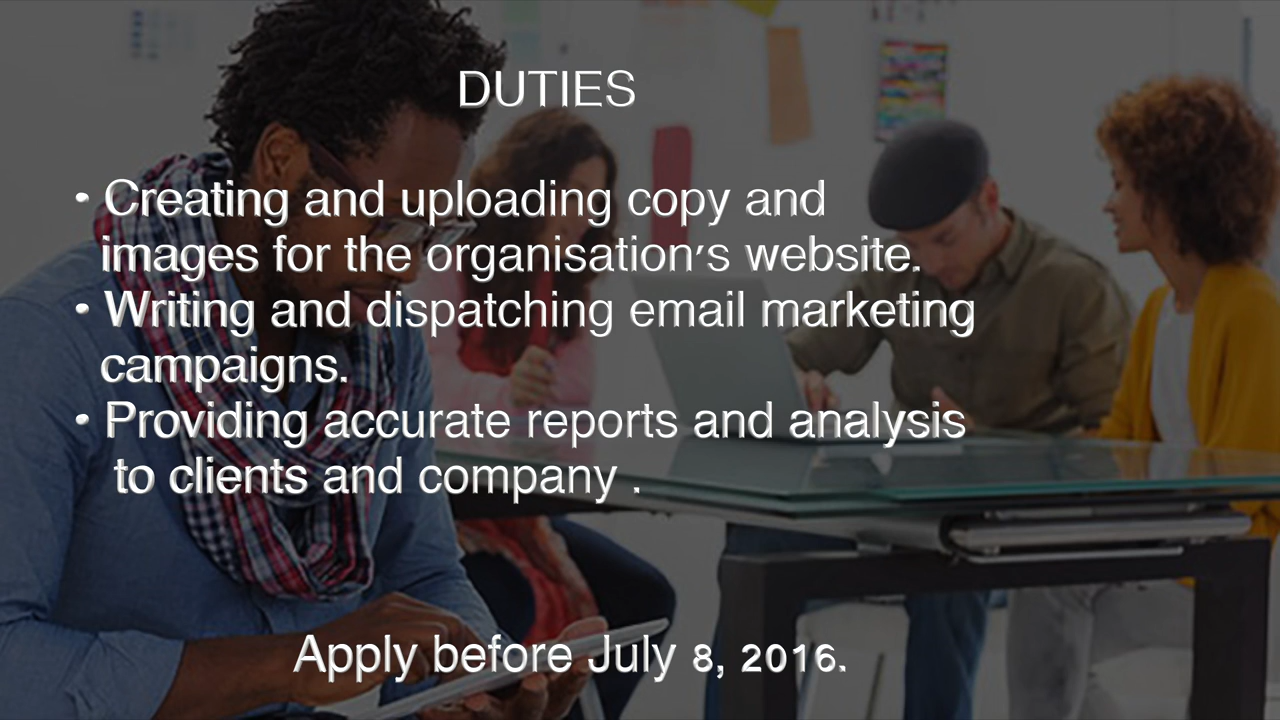 DUTIES
• Creating and uploading copy and
images for the organisation's website.
• Writing and dispatching email marketing
campaigns.
• Providing accurate reports and analysis
to clients and company .
Apply before July 8, 2016.